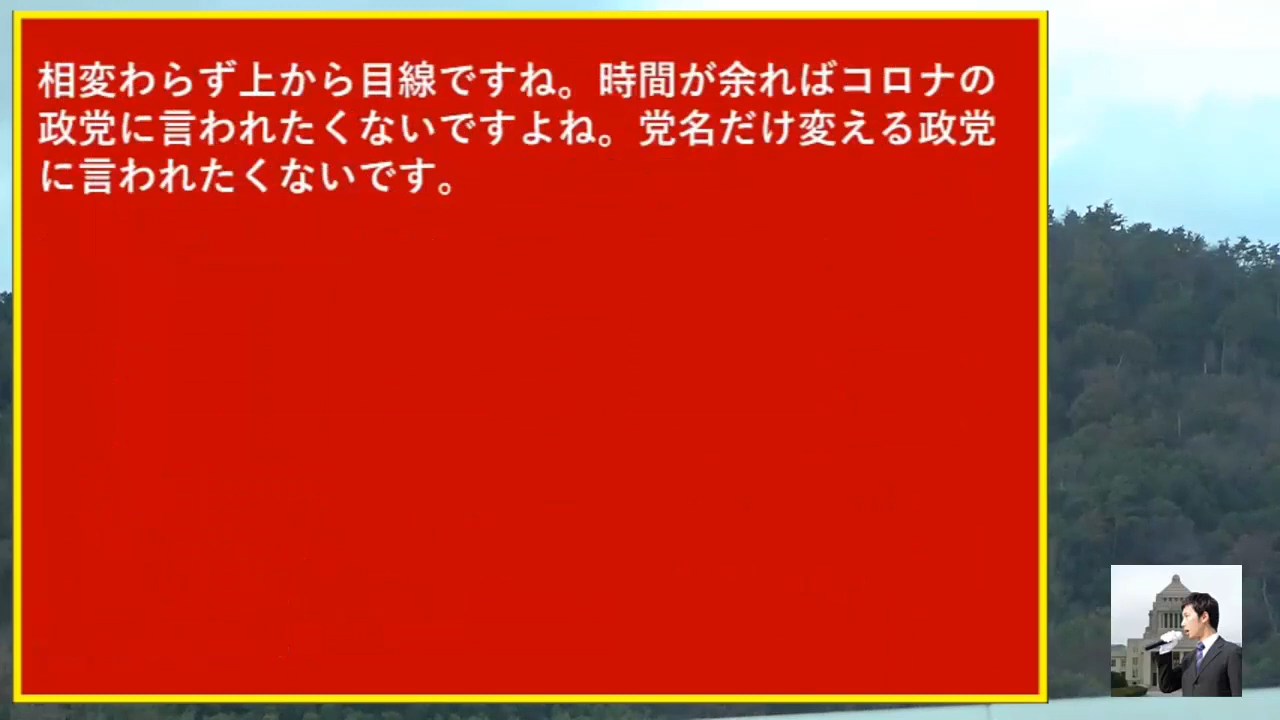 相変わらず上から目線ですね。時間が余ればコロナの
政党に言われたくないですよね。党名だけ変える政党
に言われたくないです。